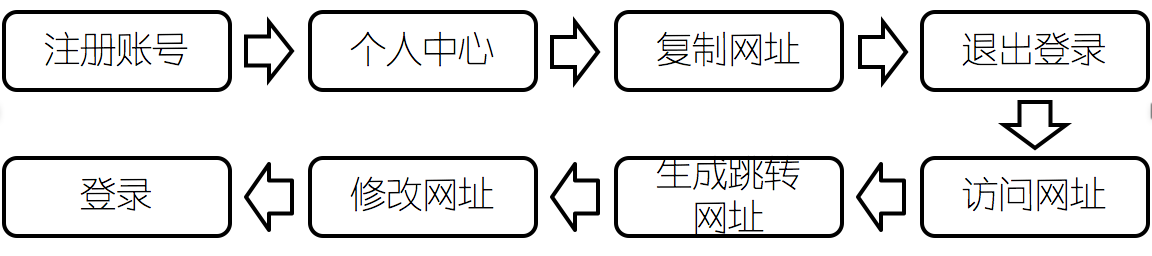 注册账号
个人中心
复制网址
退出登录
访问网址
生成跳转
网址
修改网址
登录